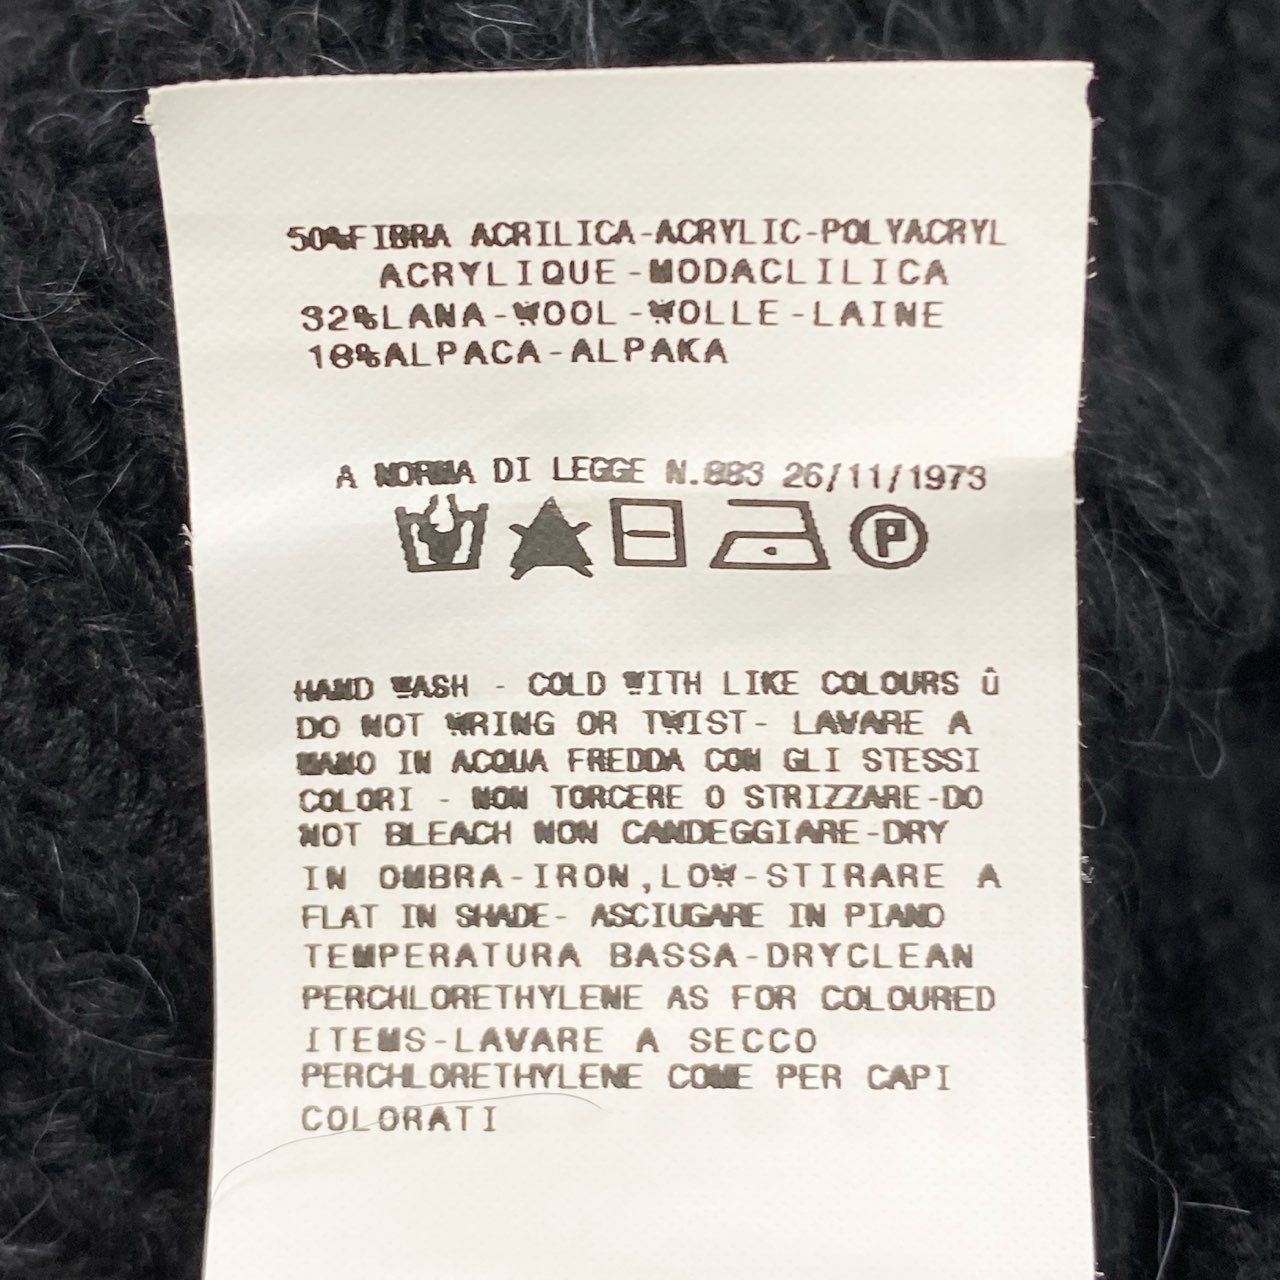 50%FIBRA ACRILICA-ACRYLIC-POLYACRYL
ACRYLIQUE-MODACLILICA
32%LANA-WOOL-WOLLE-LAINE
18%ALPACA-ALPAKA
A NORMA DI LEGGE N.883 26/11/1973
P
HAND WASH - COLD WITH LIKE COLOURS û
DO NOT WRING OR TWIST- LAVARE A
MANO IN ACQUA FREDDA CON GLI STESSI
COLORI - NON TORCERE O STRIZZARE-DO
NOT BLEACH NON CANDEGGIARE-DRY
IN OMBRA-IRON,LOW-STIRARE A
FLAT IN SHADE- ASCIUGARE IN PIANO
TEMPERATURA BASSA-DRYCLEAN
PERCHLORETHYLENE AS FOR COLOURED
ITEMS-LAVARE A SECCO
PERCHLORETHYLENE COME PER CAPI
COLORATI